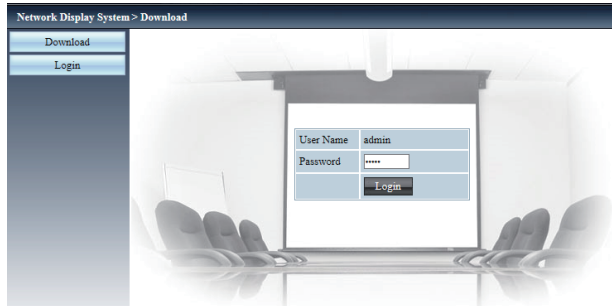 Network Display System > Download
Download
Login
User Name admin
Password •••••
Login